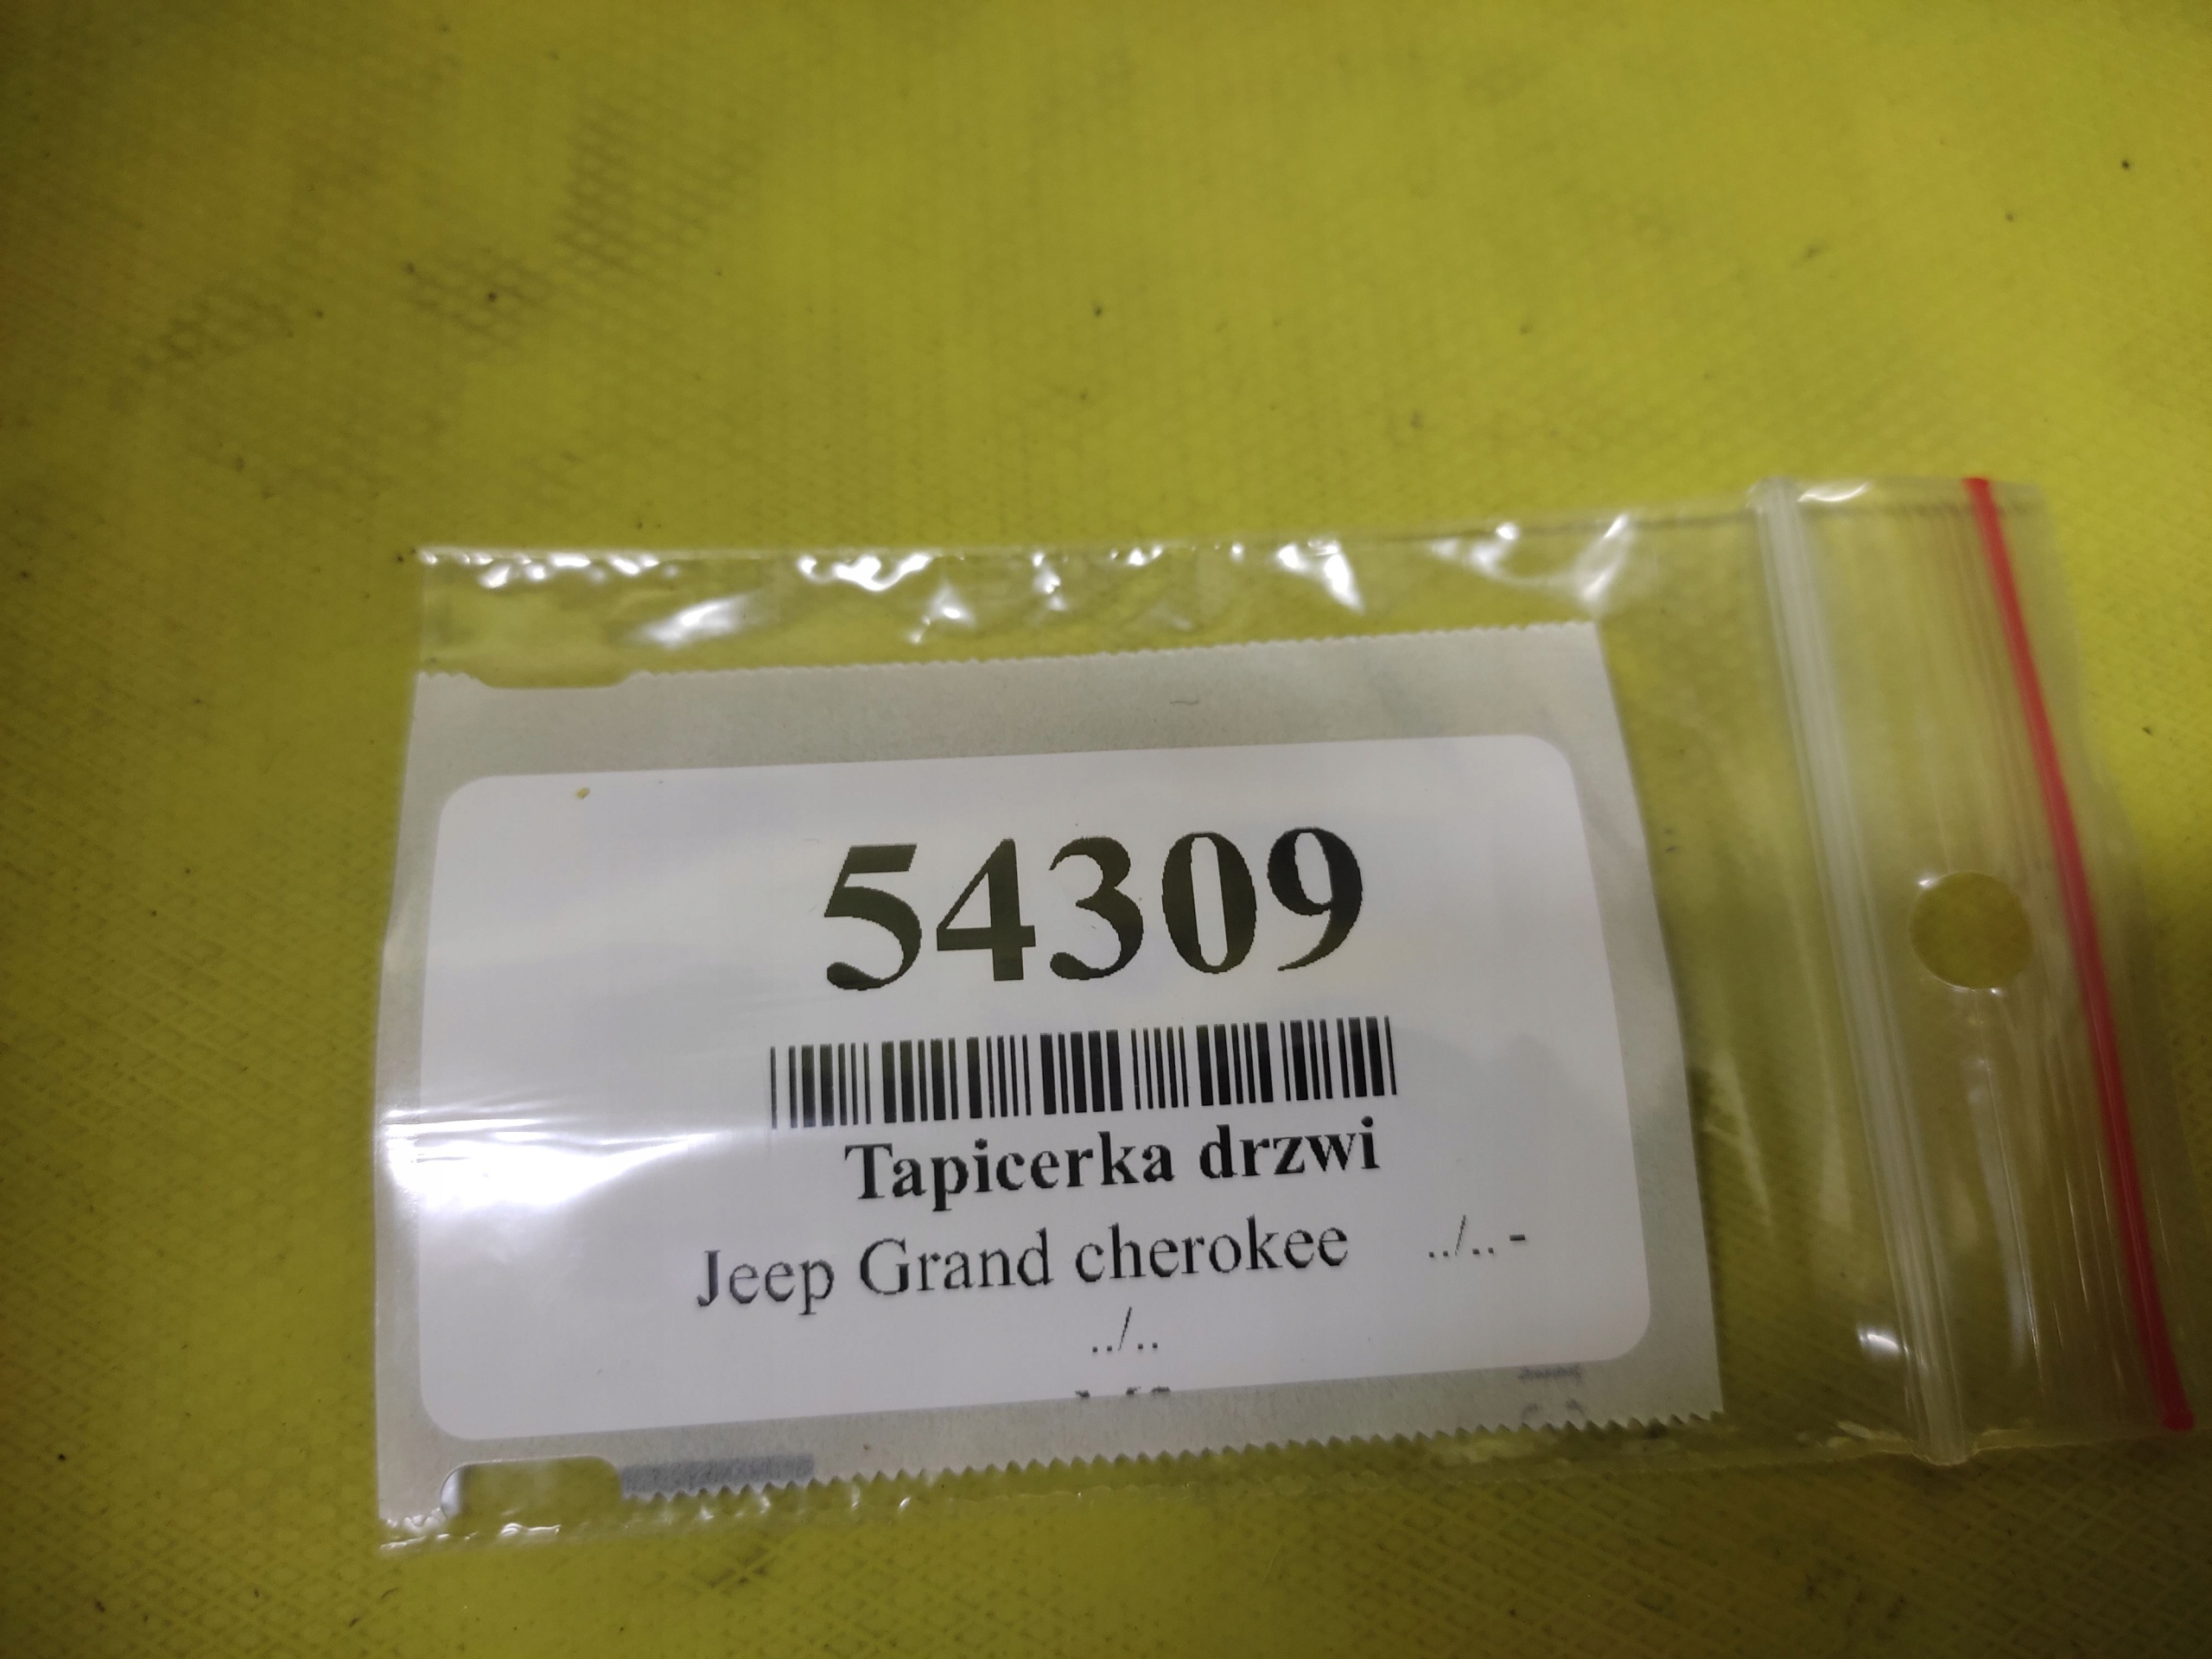 54309
Tapicerka drzwi
Jeep Grand cherokee ../.. -
../..